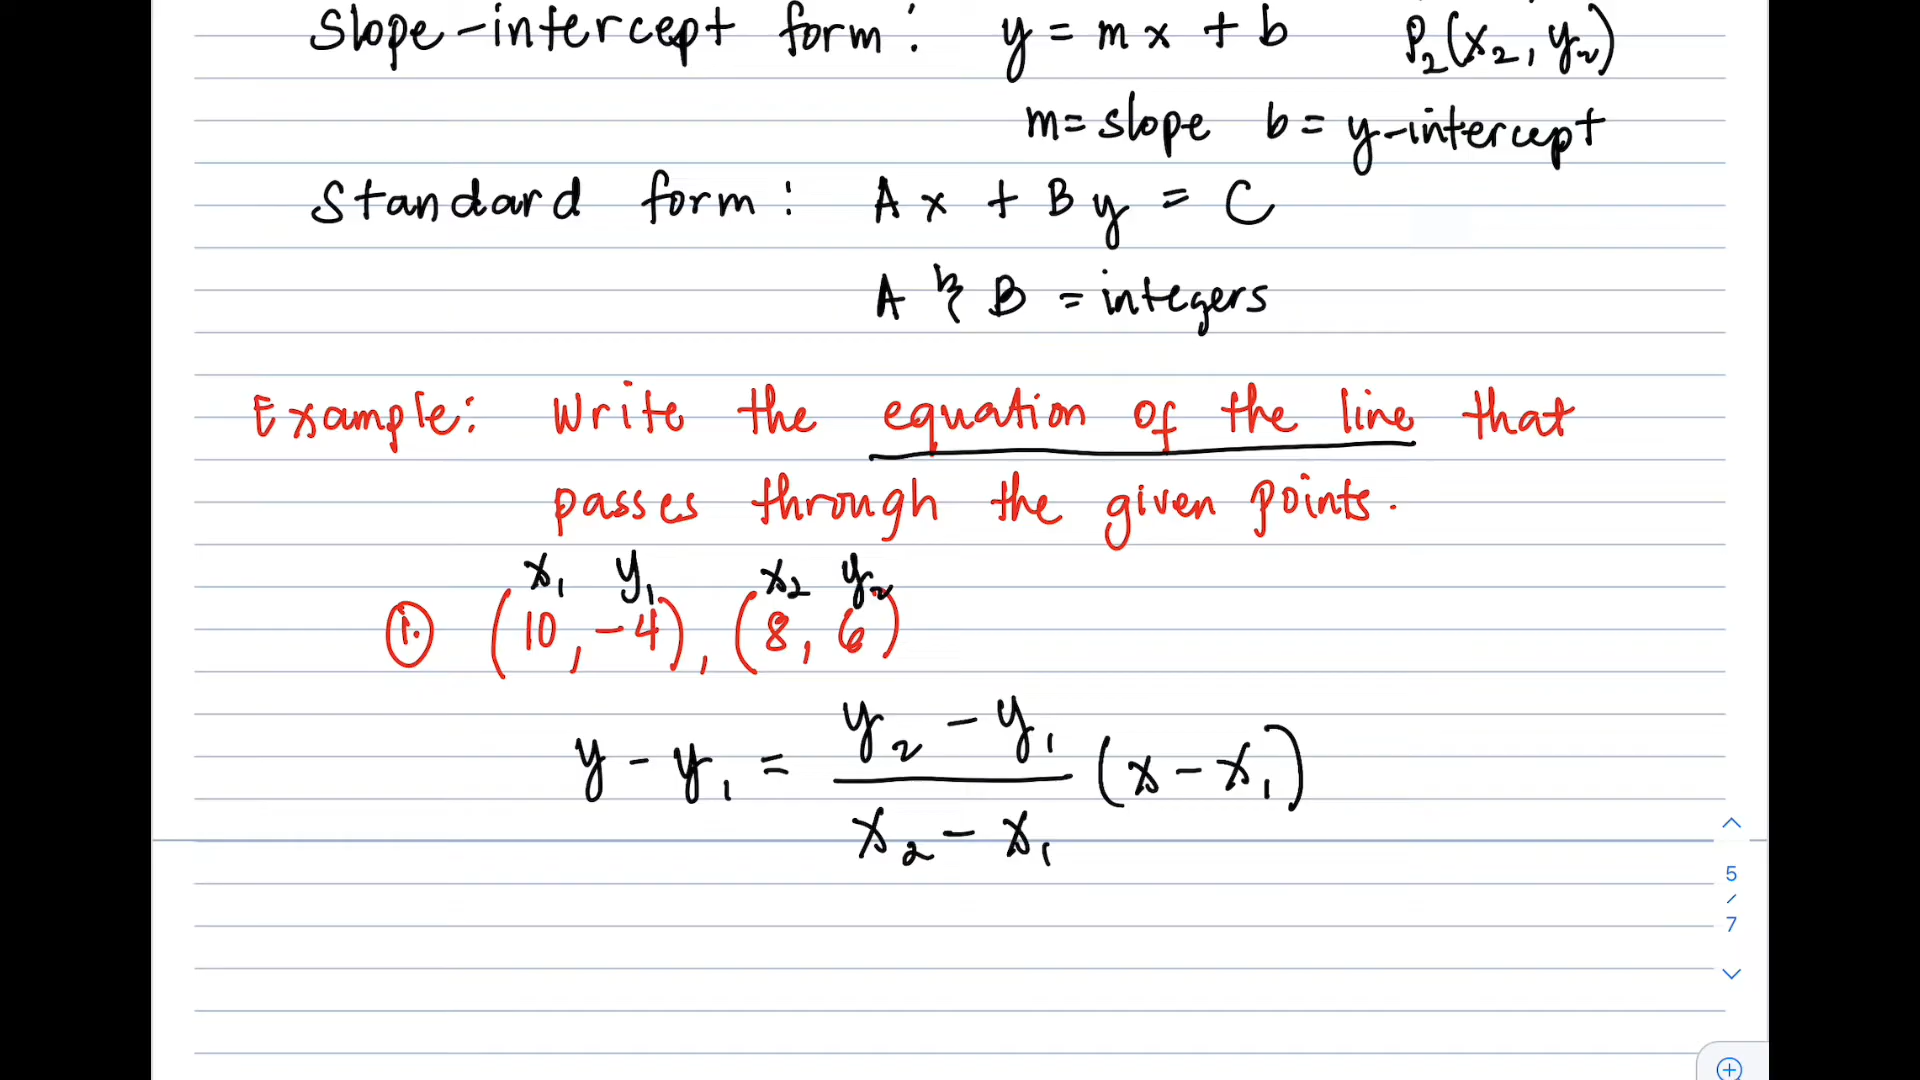 Slope-intercept form: y = mx + b P₂(x₂, y₂)
m = slope b = y-intercept
Standard form: Ax + By = C
A & B = integers
Example: Write the equation of the line that
passes through the given points.
x₁ y₁ x₂ y₂
1. (10, -4), (8, 6)
y - y₁ = (y₂ - y₁)/(x₂ - x₁) (x - x₁)
5
/
7